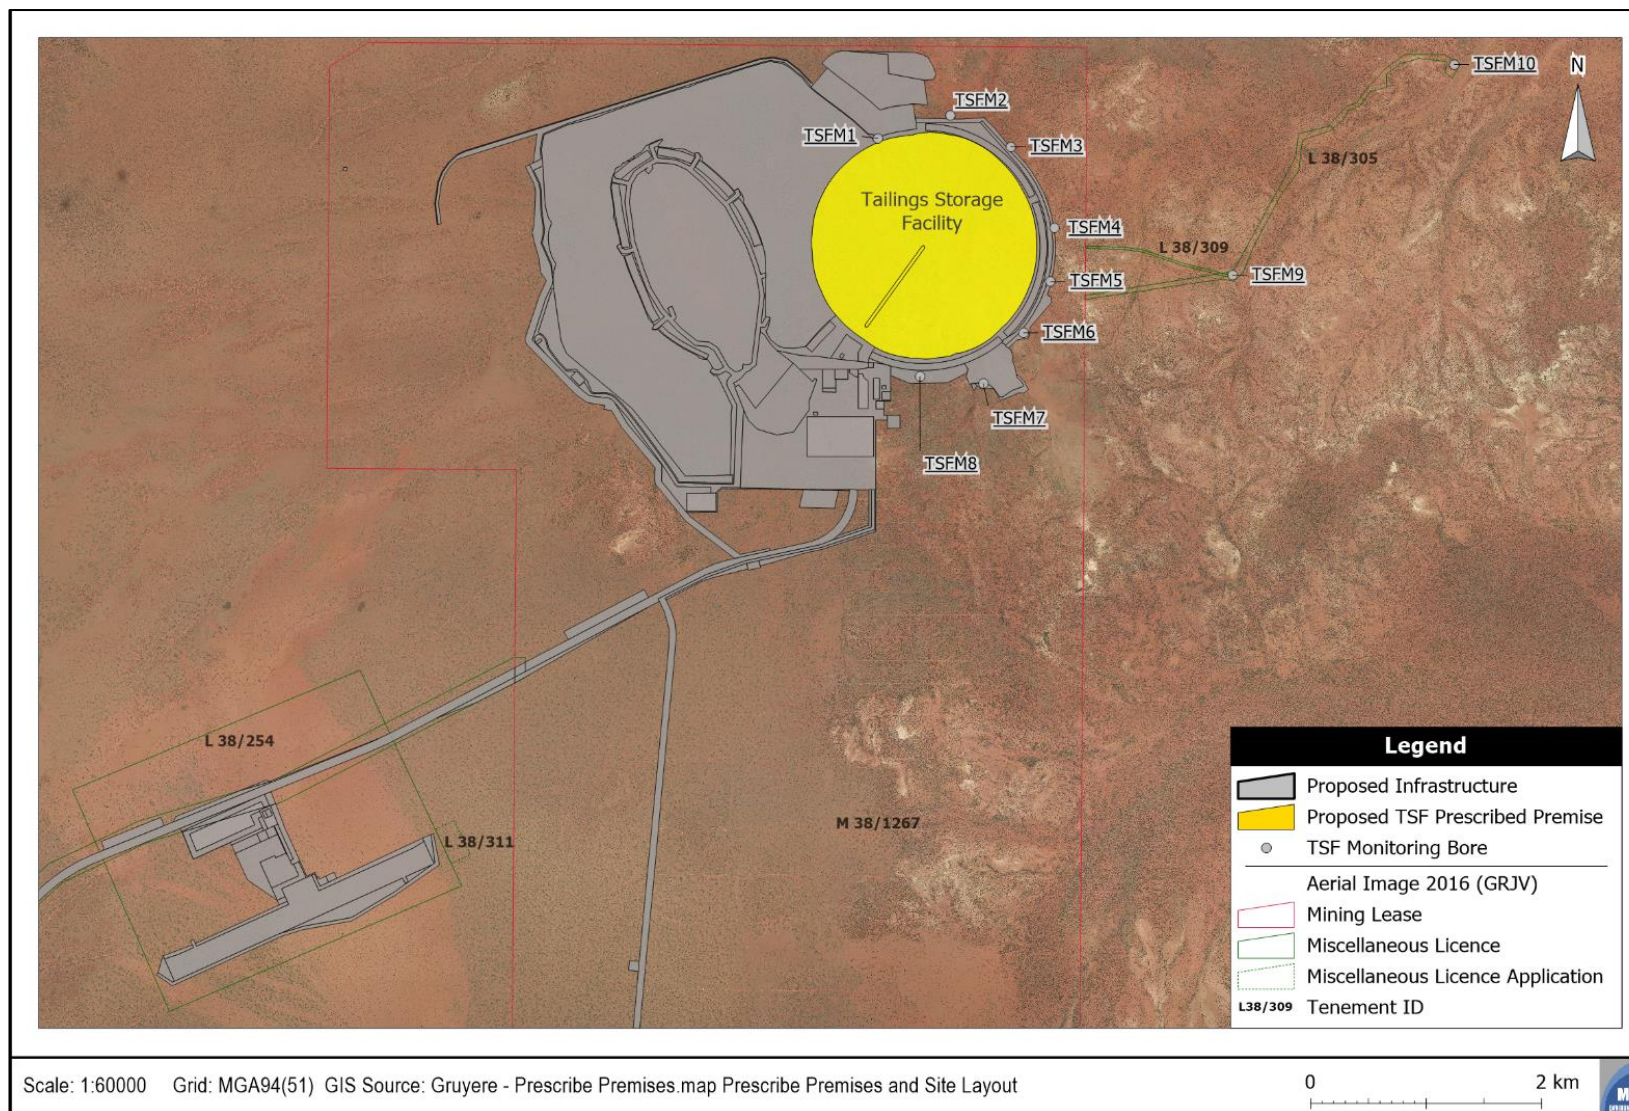 TSFM10
N
TSFM2
TSFM1
TSFM3
L 38/305
Tailings Storage
Facility
TSFM4
L 38/309
TSFM9
TSFM5
TSFM6
TSFM7
TSFM8
L 38/254
M 38/1267
L 38/311
Legend
Proposed Infrastructure
Proposed TSF Prescribed Premise
TSF Monitoring Bore
Aerial Image 2016 (GRJV)
Mining Lease
Miscellaneous Licence
Miscellaneous Licence Application
L38/309 Tenement ID
Scale: 1:60000 Grid: MGA94(51) GIS Source: Gruyere - Prescribe Premises.map Prescribe Premises and Site Layout
0 2 km